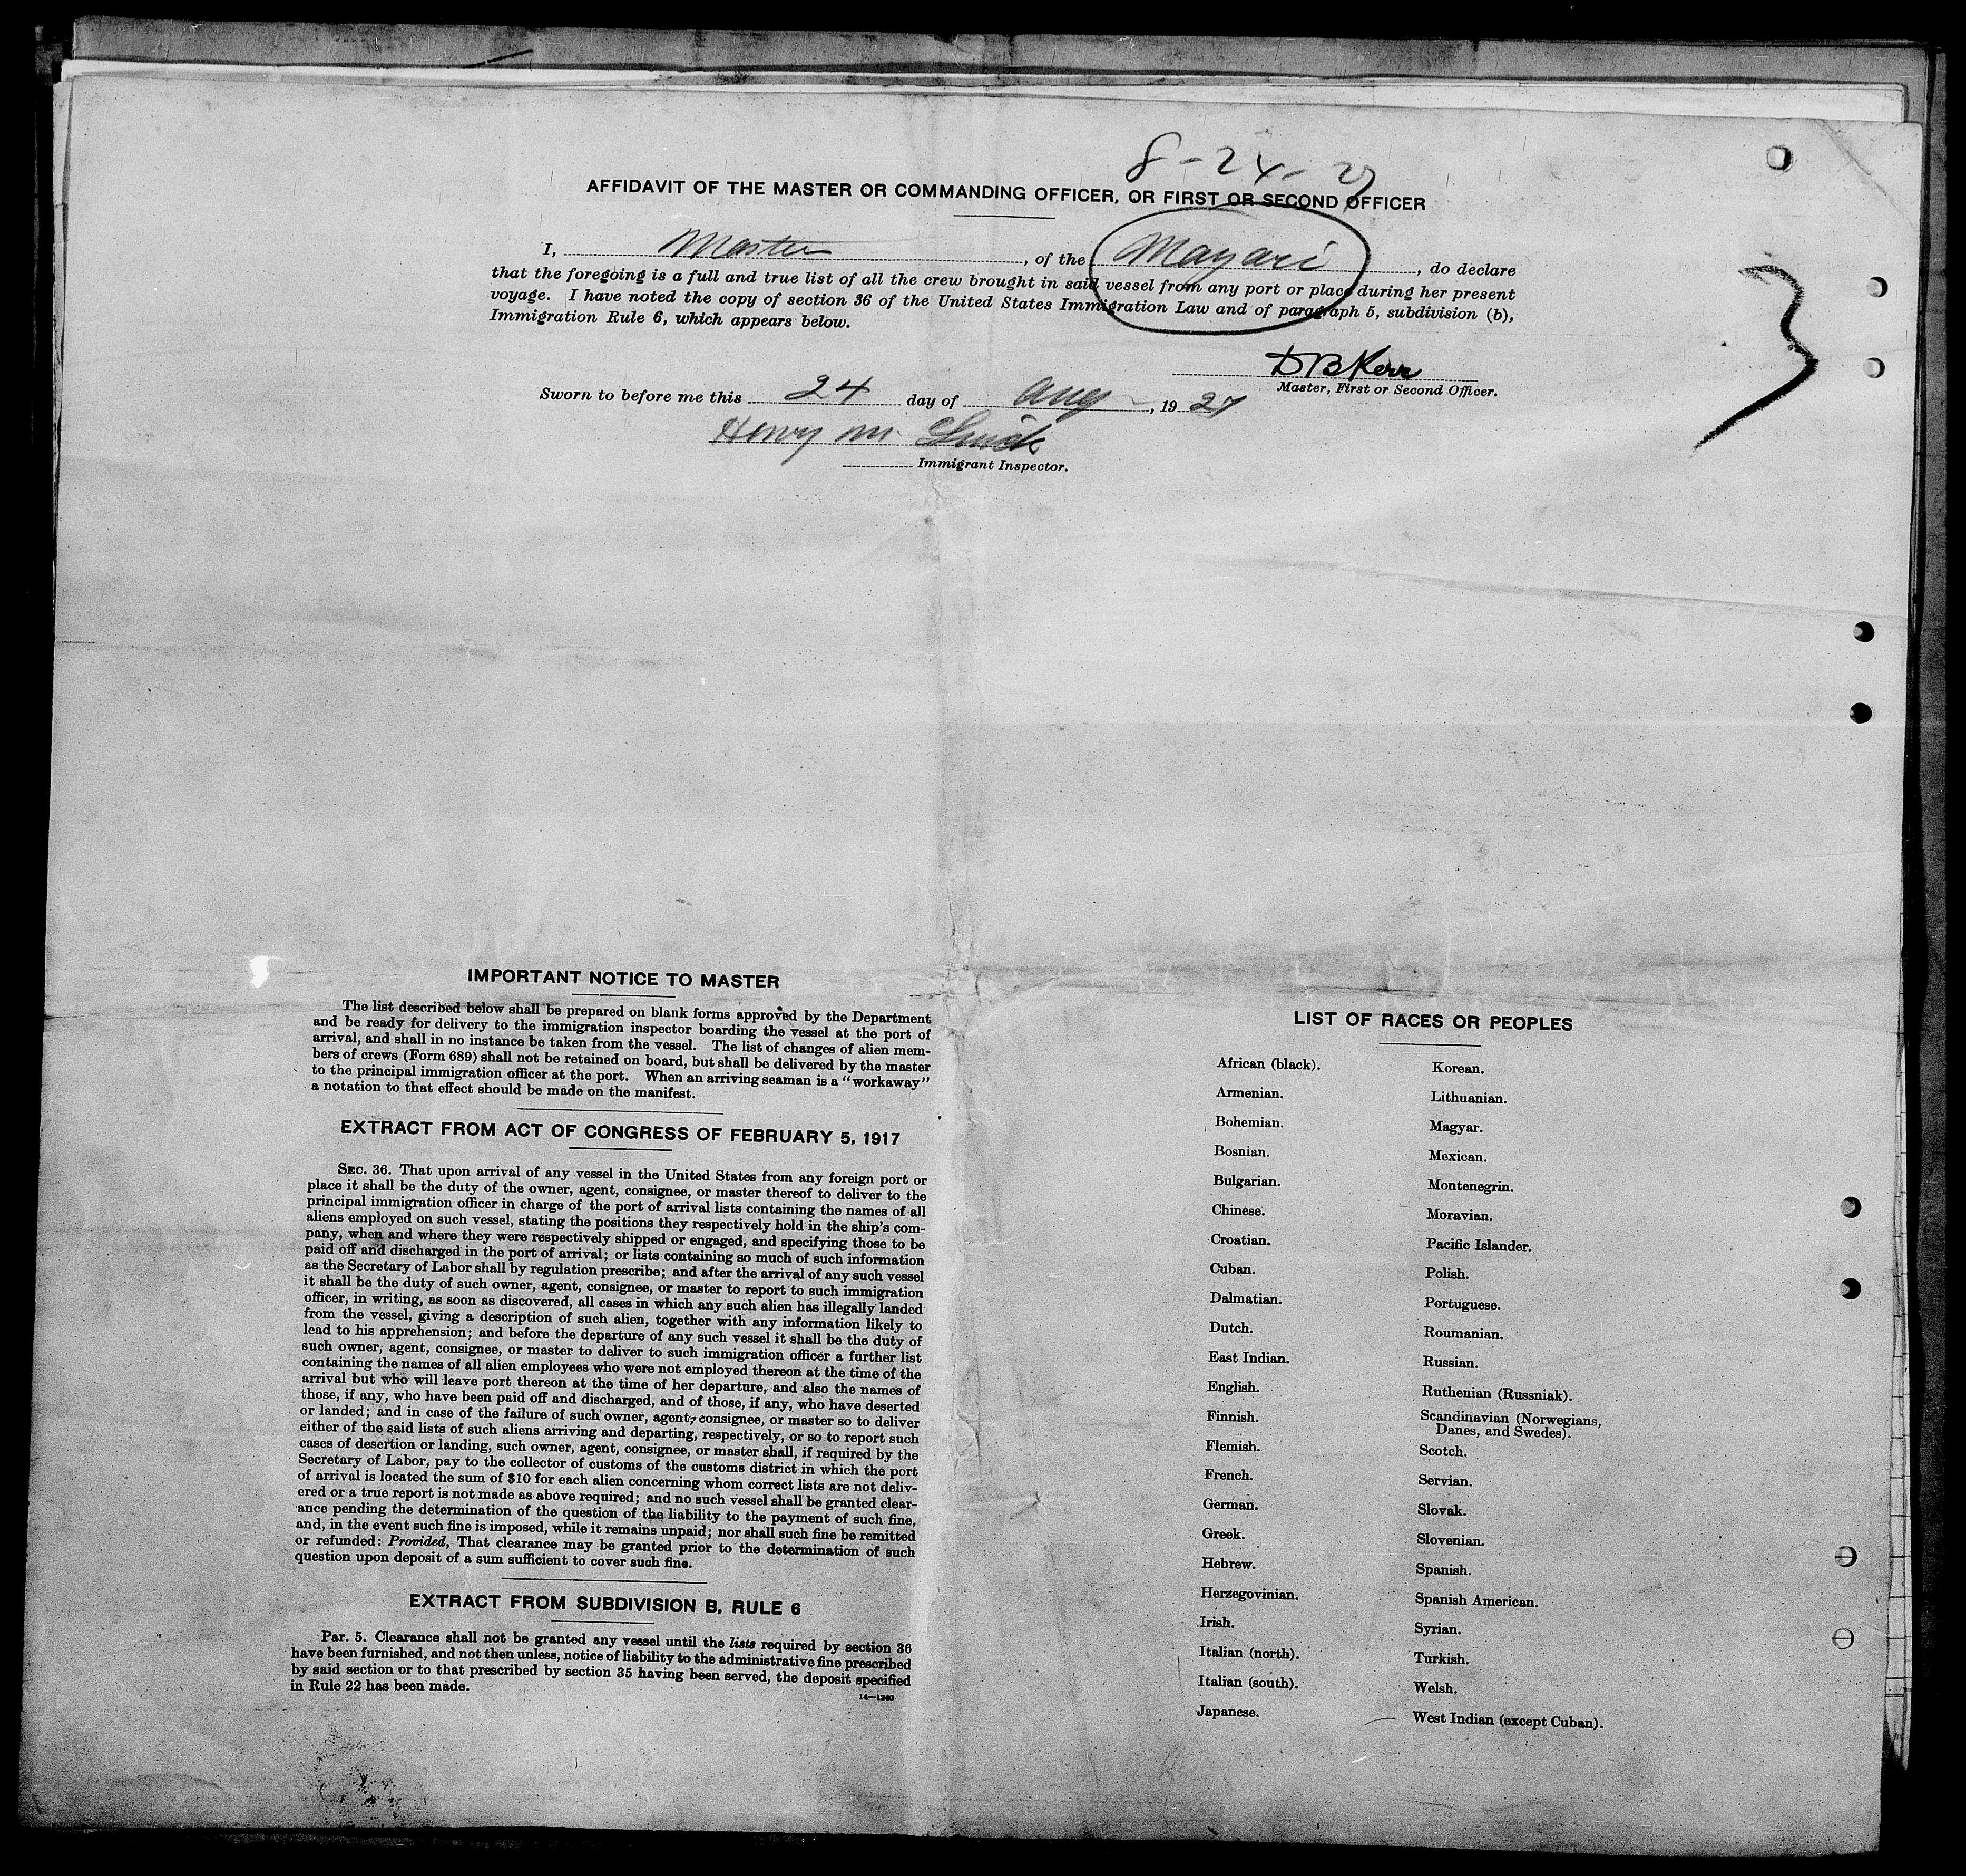 8-24-27
AFFIDAVIT OF THE MASTER OR COMMANDING OFFICER, OR FIRST OR SECOND OFFICER
I, Master, of the Mayari, do declare
that the foregoing is a full and true list of all the crew brought in said vessel from any port or place during her present
voyage. I have noted the copy of section 36 of the United States Immigration Law and of paragraph 5, subdivision (b),
Immigration Rule 6, which appears below.
3
D B Kerr
Master, First or Second Officer.
Sworn to before me this 24 day of Aug, 1927
Henry M.
Immigrant Inspector.
IMPORTANT NOTICE TO MASTER
The list described below shall be prepared on blank forms approved by the Department
and be ready for delivery to the immigration inspector boarding the vessel at the port of
arrival, and shall in no instance be taken from the vessel. The list of changes of alien mem-
bers of crews (Form 689) shall not be retained on board, but shall be delivered by the master
to the principal immigration officer at the port. When an arriving seaman is a "workaway"
a notation to that effect should be made on the manifest.
EXTRACT FROM ACT OF CONGRESS OF FEBRUARY 5, 1917
SEC. 36. That upon arrival of any vessel in the United States from any foreign port or
place it shall be the duty of the owner, agent, consignee, or master thereof to deliver to the
principal immigration officer in charge of the port of arrival lists containing the names of all
aliens employed on such vessel, stating the positions they respectively hold in the ship's com-
pany, when and where they were respectively shipped or engaged, and specifying those to be
paid off and discharged in the port of arrival; or lists containing so much of such information
as the Secretary of Labor shall by regulation prescribe; and after the arrival of any such vessel
it shall be the duty of such owner, agent, consignee, or master to report to such immigration
officer, in writing, as soon as discovered, all cases in which any such alien has illegally landed
from the vessel, giving a description of such alien, together with any information likely to
lead to his apprehension; and before the departure of any such vessel it shall be the duty of
such owner, agent, consignee, or master to deliver to such immigration officer a further list
containing the names of all alien employees who were not employed thereon at the time of the
arrival but who will leave port thereon at the time of her departure, and also the names of
those, if any, who have been paid off and discharged, and of those, if any, who have deserted
or landed; and in case of the failure of such owner, agent, consignee, or master so to deliver
either of the said lists of such aliens arriving and departing, respectively, or so to report such
cases of desertion or landing, such owner, agent, consignee, or master shall, if required by the
Secretary of Labor, pay to the collector of customs of the customs district in which the port
of arrival is located the sum of $10 for each alien concerning whom correct lists are not deliv-
ered or a true report is not made as above required; and no such vessel shall be granted clear-
ance pending the determination of the question of the liability to the payment of such fine,
and, in the event such fine is imposed, while it remains unpaid; nor shall such fine be remitted
or refunded: Provided, That clearance may be granted prior to the determination of such
question upon deposit of a sum sufficient to cover such fine.
EXTRACT FROM SUBDIVISION B, RULE 6
PAR. 5. Clearance shall not be granted any vessel until the lists required by section 36
have been furnished, and not then unless, notice of liability to the administrative fine prescribed
by said section or to that prescribed by section 35 having been served, the deposit specified
in Rule 22 has been made.
14—1240
LIST OF RACES OR PEOPLES
African (black).
Armenian.
Bohemian.
Bosnian.
Bulgarian.
Chinese.
Croatian.
Cuban.
Dalmatian.
Dutch.
East Indian.
English.
Finnish.
Flemish.
French.
German.
Greek.
Hebrew.
Herzegovinian.
Irish.
Italian (north).
Italian (south).
Japanese.
Korean.
Lithuanian.
Magyar.
Mexican.
Montenegrin.
Moravian.
Pacific Islander.
Polish.
Portuguese.
Roumanian.
Russian.
Ruthenian (Russniak).
Scandinavian (Norwegians,
Danes, and Swedes).
Scotch.
Servian.
Slovak.
Slovenian.
Spanish.
Spanish American.
Syrian.
Turkish.
Welsh.
West Indian (except Cuban).